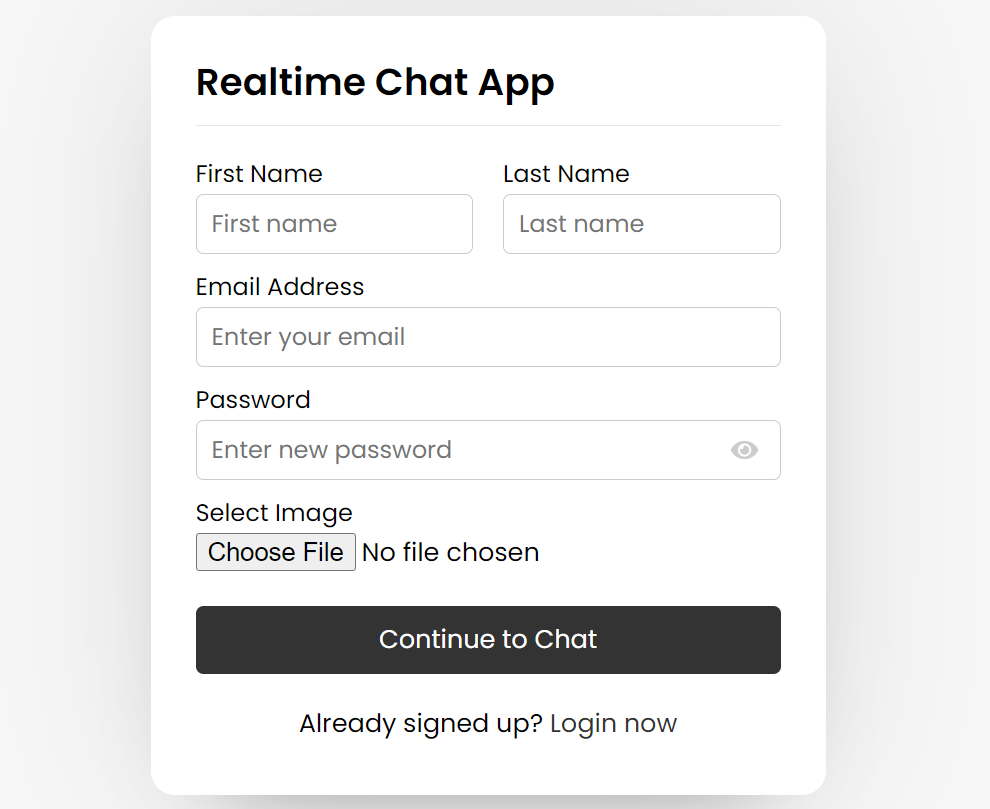 Realtime Chat App
First Name Last Name
First name Last name
Email Address
Enter your email
Password
Enter new password
Select Image
Choose File No file chosen
Continue to Chat
Already signed up? Login now